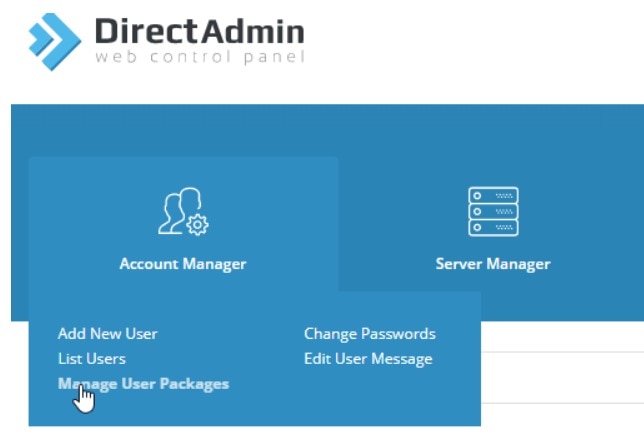 DirectAdmin
web control panel
Account Manager
Server Manager
Add New User
Change Passwords
List Users
Edit User Message
Manage User Packages